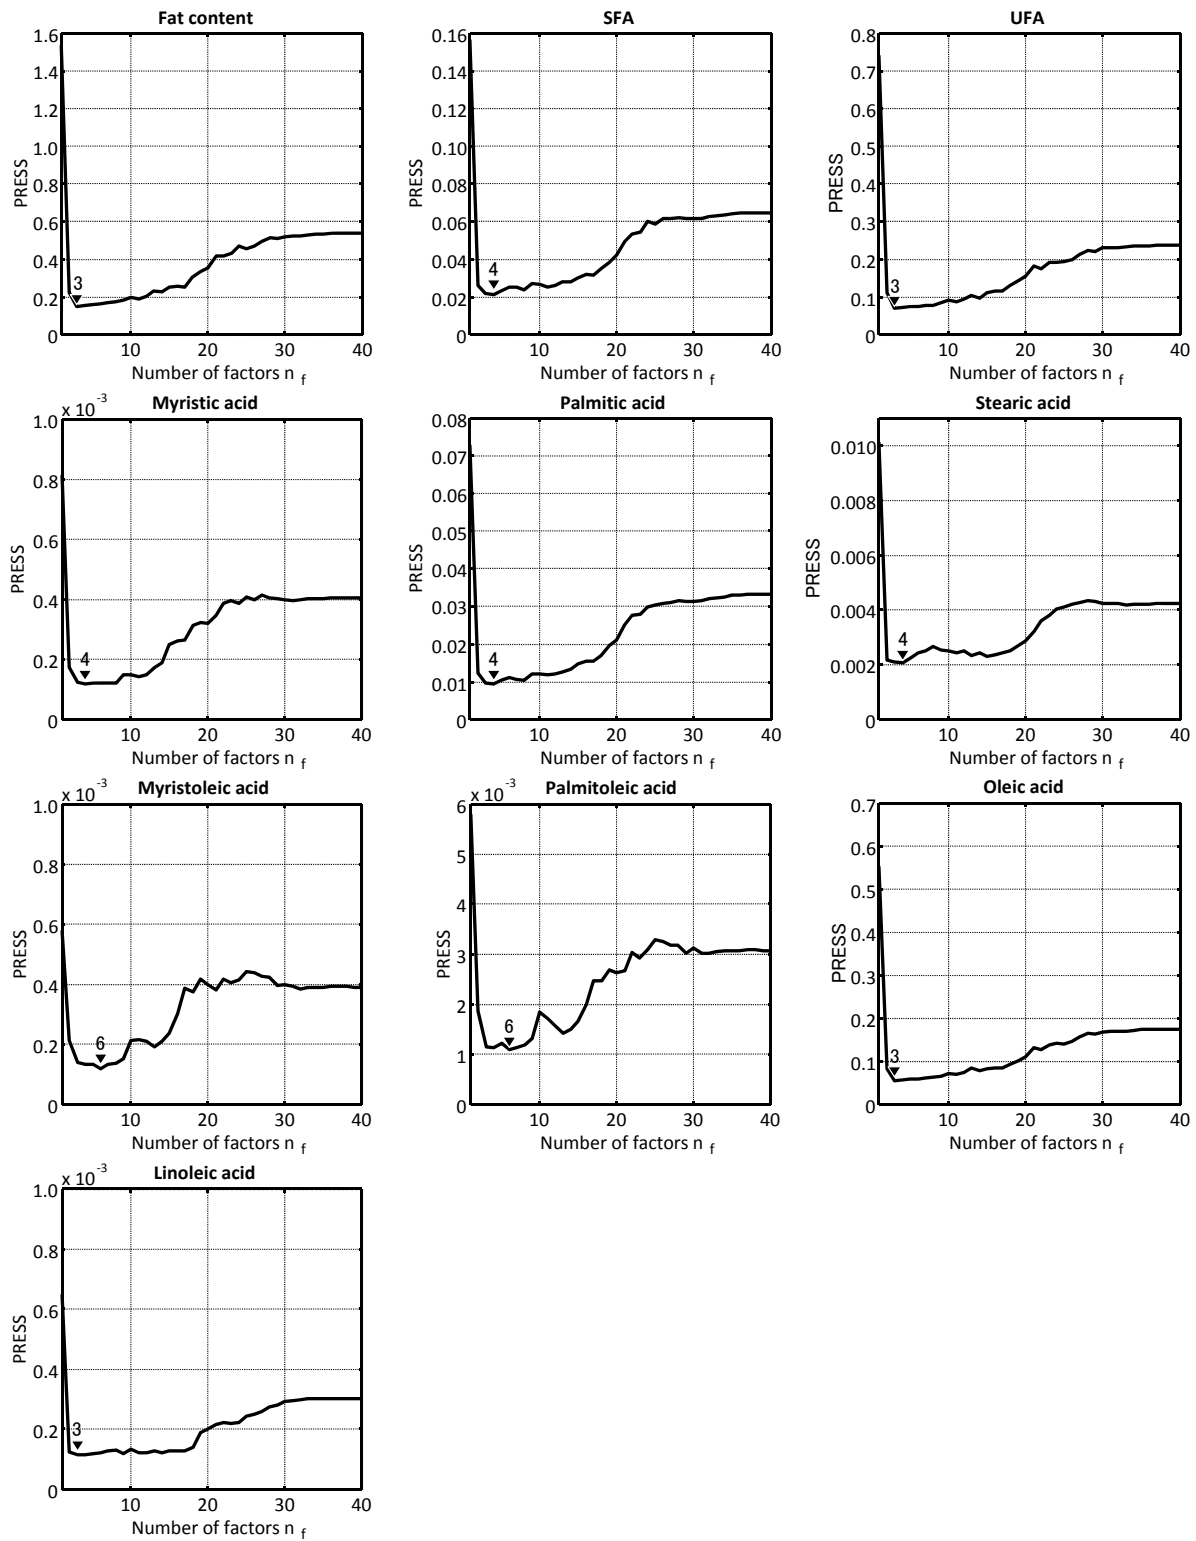 Fat content
1.6
1.4
1.2
1.0
0.8
0.6
0.4
0.2
0
PRESS
3
10 20 30 40
Number of factors n f
SFA
0.16
0.14
0.12
0.10
0.08
0.06
0.04
0.02
0
PRESS
4
10 20 30 40
Number of factors n f
UFA
0.8
0.7
0.6
0.5
0.4
0.3
0.2
0.1
0
PRESS
3
10 20 30 40
Number of factors n f
Myristic acid
x 10 -3
1.0
0.8
0.6
0.4
0.2
0
PRESS
4
10 20 30 40
Number of factors n f
Palmitic acid
0.08
0.07
0.06
0.05
0.04
0.03
0.02
0.01
0
PRESS
4
10 20 30 40
Number of factors n f
Stearic acid
0.010
0.008
0.006
0.004
0.002
0
PRESS
4
10 20 30 40
Number of factors n f
Myristoleic acid
x 10 -3
1.0
0.8
0.6
0.4
0.2
0
PRESS
6
10 20 30 40
Number of factors n f
Palmitoleic acid
x 10 -3
6
5
4
3
2
1
0
PRESS
6
10 20 30 40
Number of factors n f
Oleic acid
0.7
0.6
0.5
0.4
0.3
0.2
0.1
0
PRESS
3
10 20 30 40
Number of factors n f
Linoleic acid
x 10 -3
1.0
0.8
0.6
0.4
0.2
0
PRESS
3
10 20 30 40
Number of factors n f